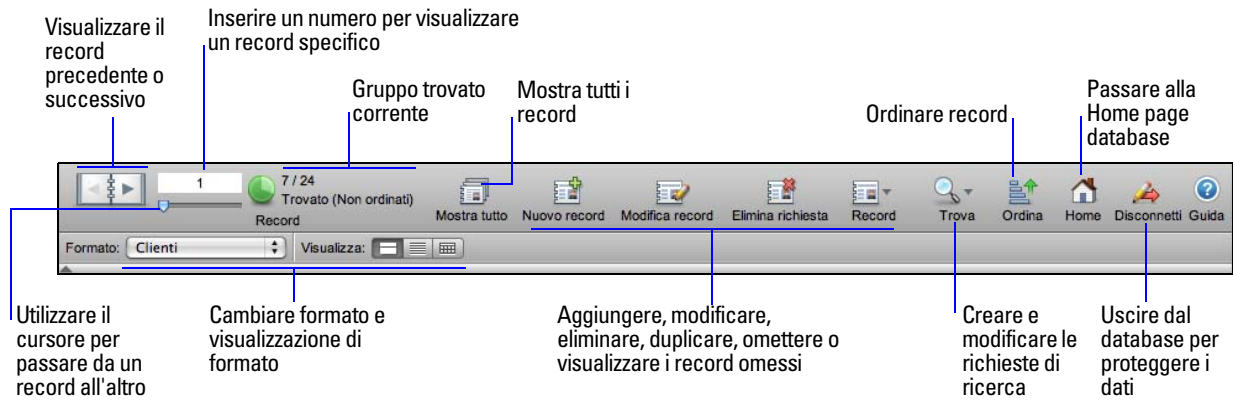 Visualizzare il
record
precedente o
successivo
Inserire un numero per visualizzare
un record specifico
Gruppo trovato
corrente
Mostra tutti i
record
Ordinare record
Passare alla
Home page
database
1
7 / 24
Trovato (Non ordinati)
Record
Mostra tutto
Nuovo record
Modifica record
Elimina richiesta
Record
Trova
Ordina
Home
Disconnetti
Guida
Formato:
Clienti
Visualizza:
Utilizzare il
cursore per
passare da un
record all'altro
Cambiare formato e
visualizzazione di
formato
Aggiungere, modificare,
eliminare, duplicare, omettere o
visualizzare i record omessi
Creare e
modificare le
richieste di
ricerca
Uscire dal
database per
proteggere i
dati